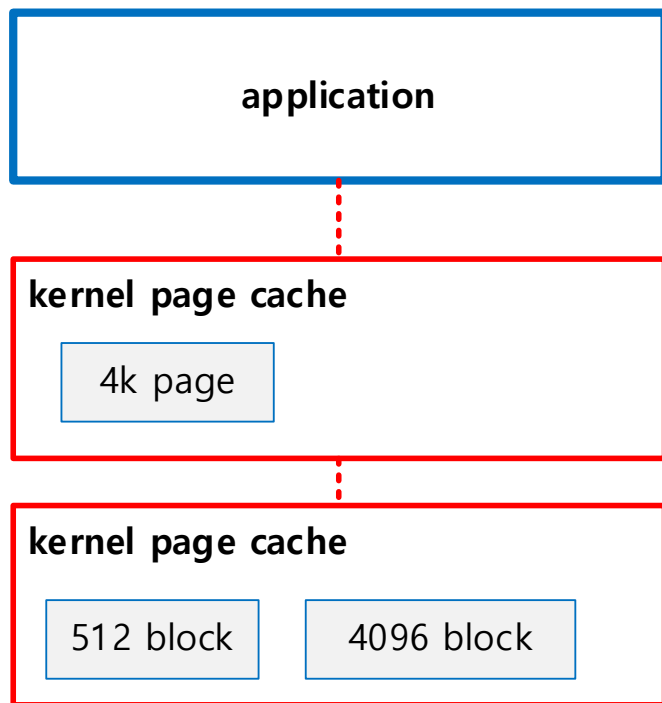 application
kernel page cache
4k page
kernel page cache
512 block
4096 block